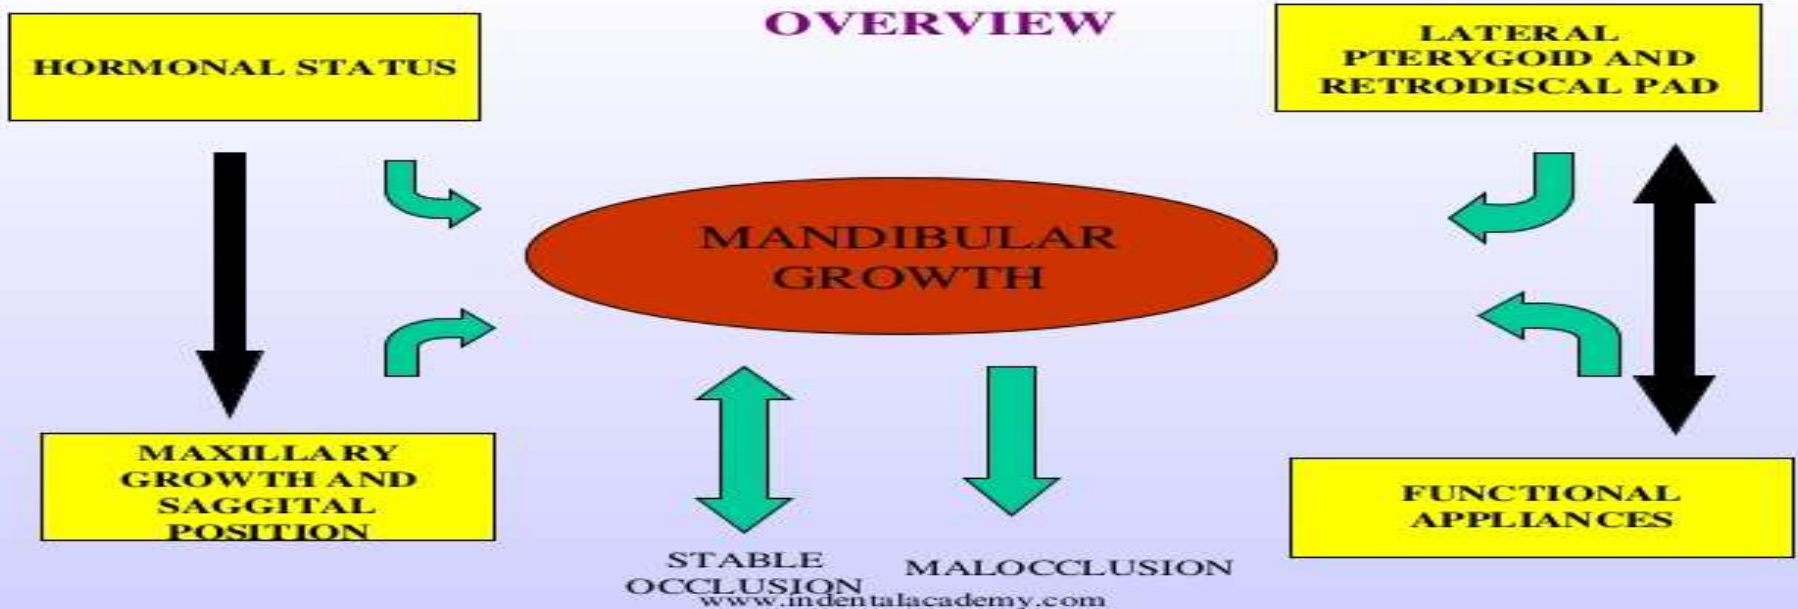 OVERVIEW
HORMONAL STATUS
LATERAL
PTERYGOID AND
RETRODISCAL PAD
MANDIBULAR
GROWTH
MAXILLARY
GROWTH AND
SAGGITAL
POSITION
FUNCTIONAL
APPLIANCES
STABLE
OCCLUSION
MALOCCLUSION
www.indentalacademy.com